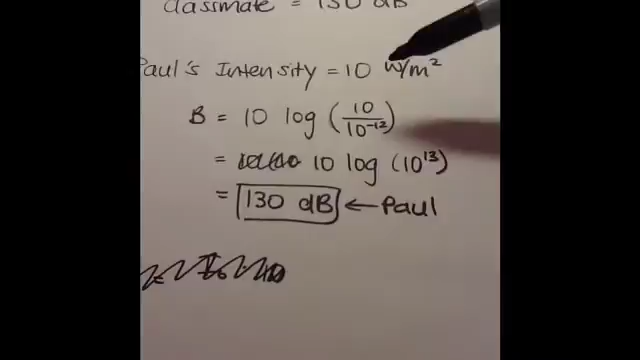 Classmate = 130 dB
Paul's Intensity = 10 W/m²
B = 10 log (10/10⁻¹²)
= 10 log (10¹³)
= 130 dB ← Paul